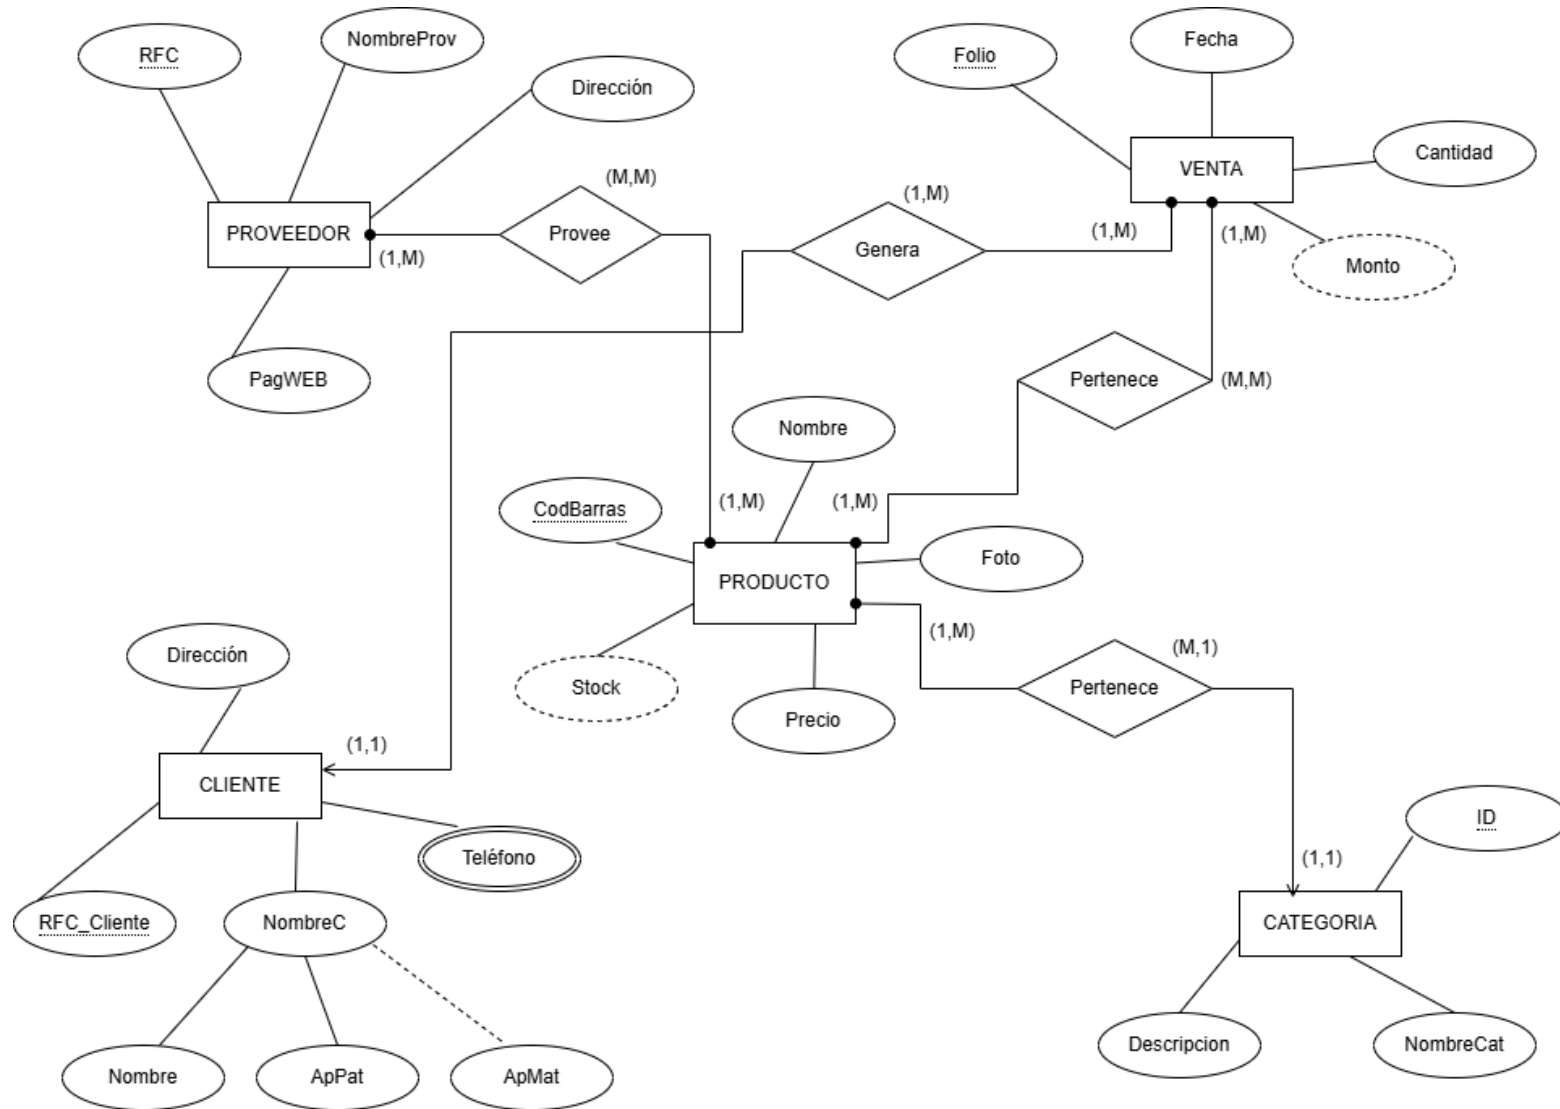 NombreProv
Fecha
RFC
Folio
Dirección
Cantidad
VENTA
(M,M)
(1,M)
PROVEEDOR
Provee
(1,M)
(1,M)
Genera
(1,M)
Monto
PagWEB
Pertenece
(M,M)
Nombre
CodBarras
(1,M)
(1,M)
Foto
PRODUCTO
(1,M)
Dirección
(M,1)
Stock
Pertenece
Precio
(1,1)
CLIENTE
ID
Teléfono
(1,1)
RFC_Cliente
NombreC
CATEGORIA
Descripcion
NombreCat
Nombre
ApPat
ApMat